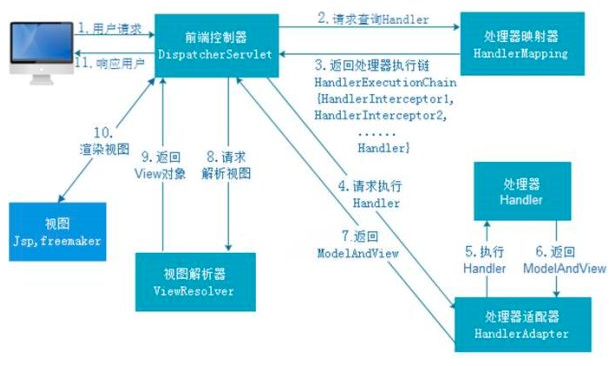 1.用户请求
11.响应用户
前端控制器
DispatcherServlet
2.请求查询Handler
处理器映射器
HandlerMapping
3.返回处理器执行链
HandlerExecutionChain
{HandlerInterceptor1,
HandlerInterceptor2,
......
Handler}
10.
渲染视图
9.返回
View对象
8.请求
解析视图
4.请求执行
Handler
7.返回
ModelAndView
处理器
Handler
视图
Jsp,freemaker
视图解析器
ViewResolver
5.执行
Handler
6.返回
ModelAndView
处理器适配器
HandlerAdapter